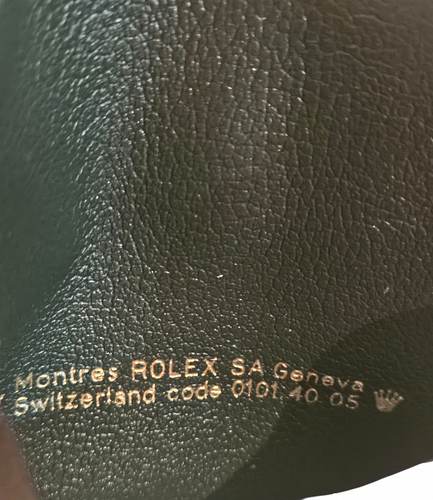 Montres ROLEX SA Geneva
Switzerland code 0101.40.05